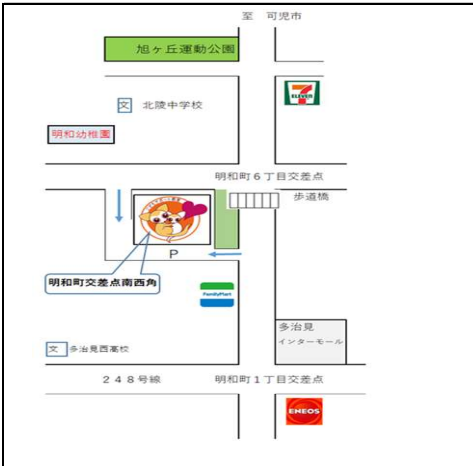 至 可児市
旭ヶ丘運動公園
ELEVEN
文 北陵中学校
明和幼稚園
明和町6丁目交差点
歩道橋
P
明和町交差点南西角
FamilyMart
多治見
インターモール
文 多治見西高校
248号線 明和町1丁目交差点
ENEOS